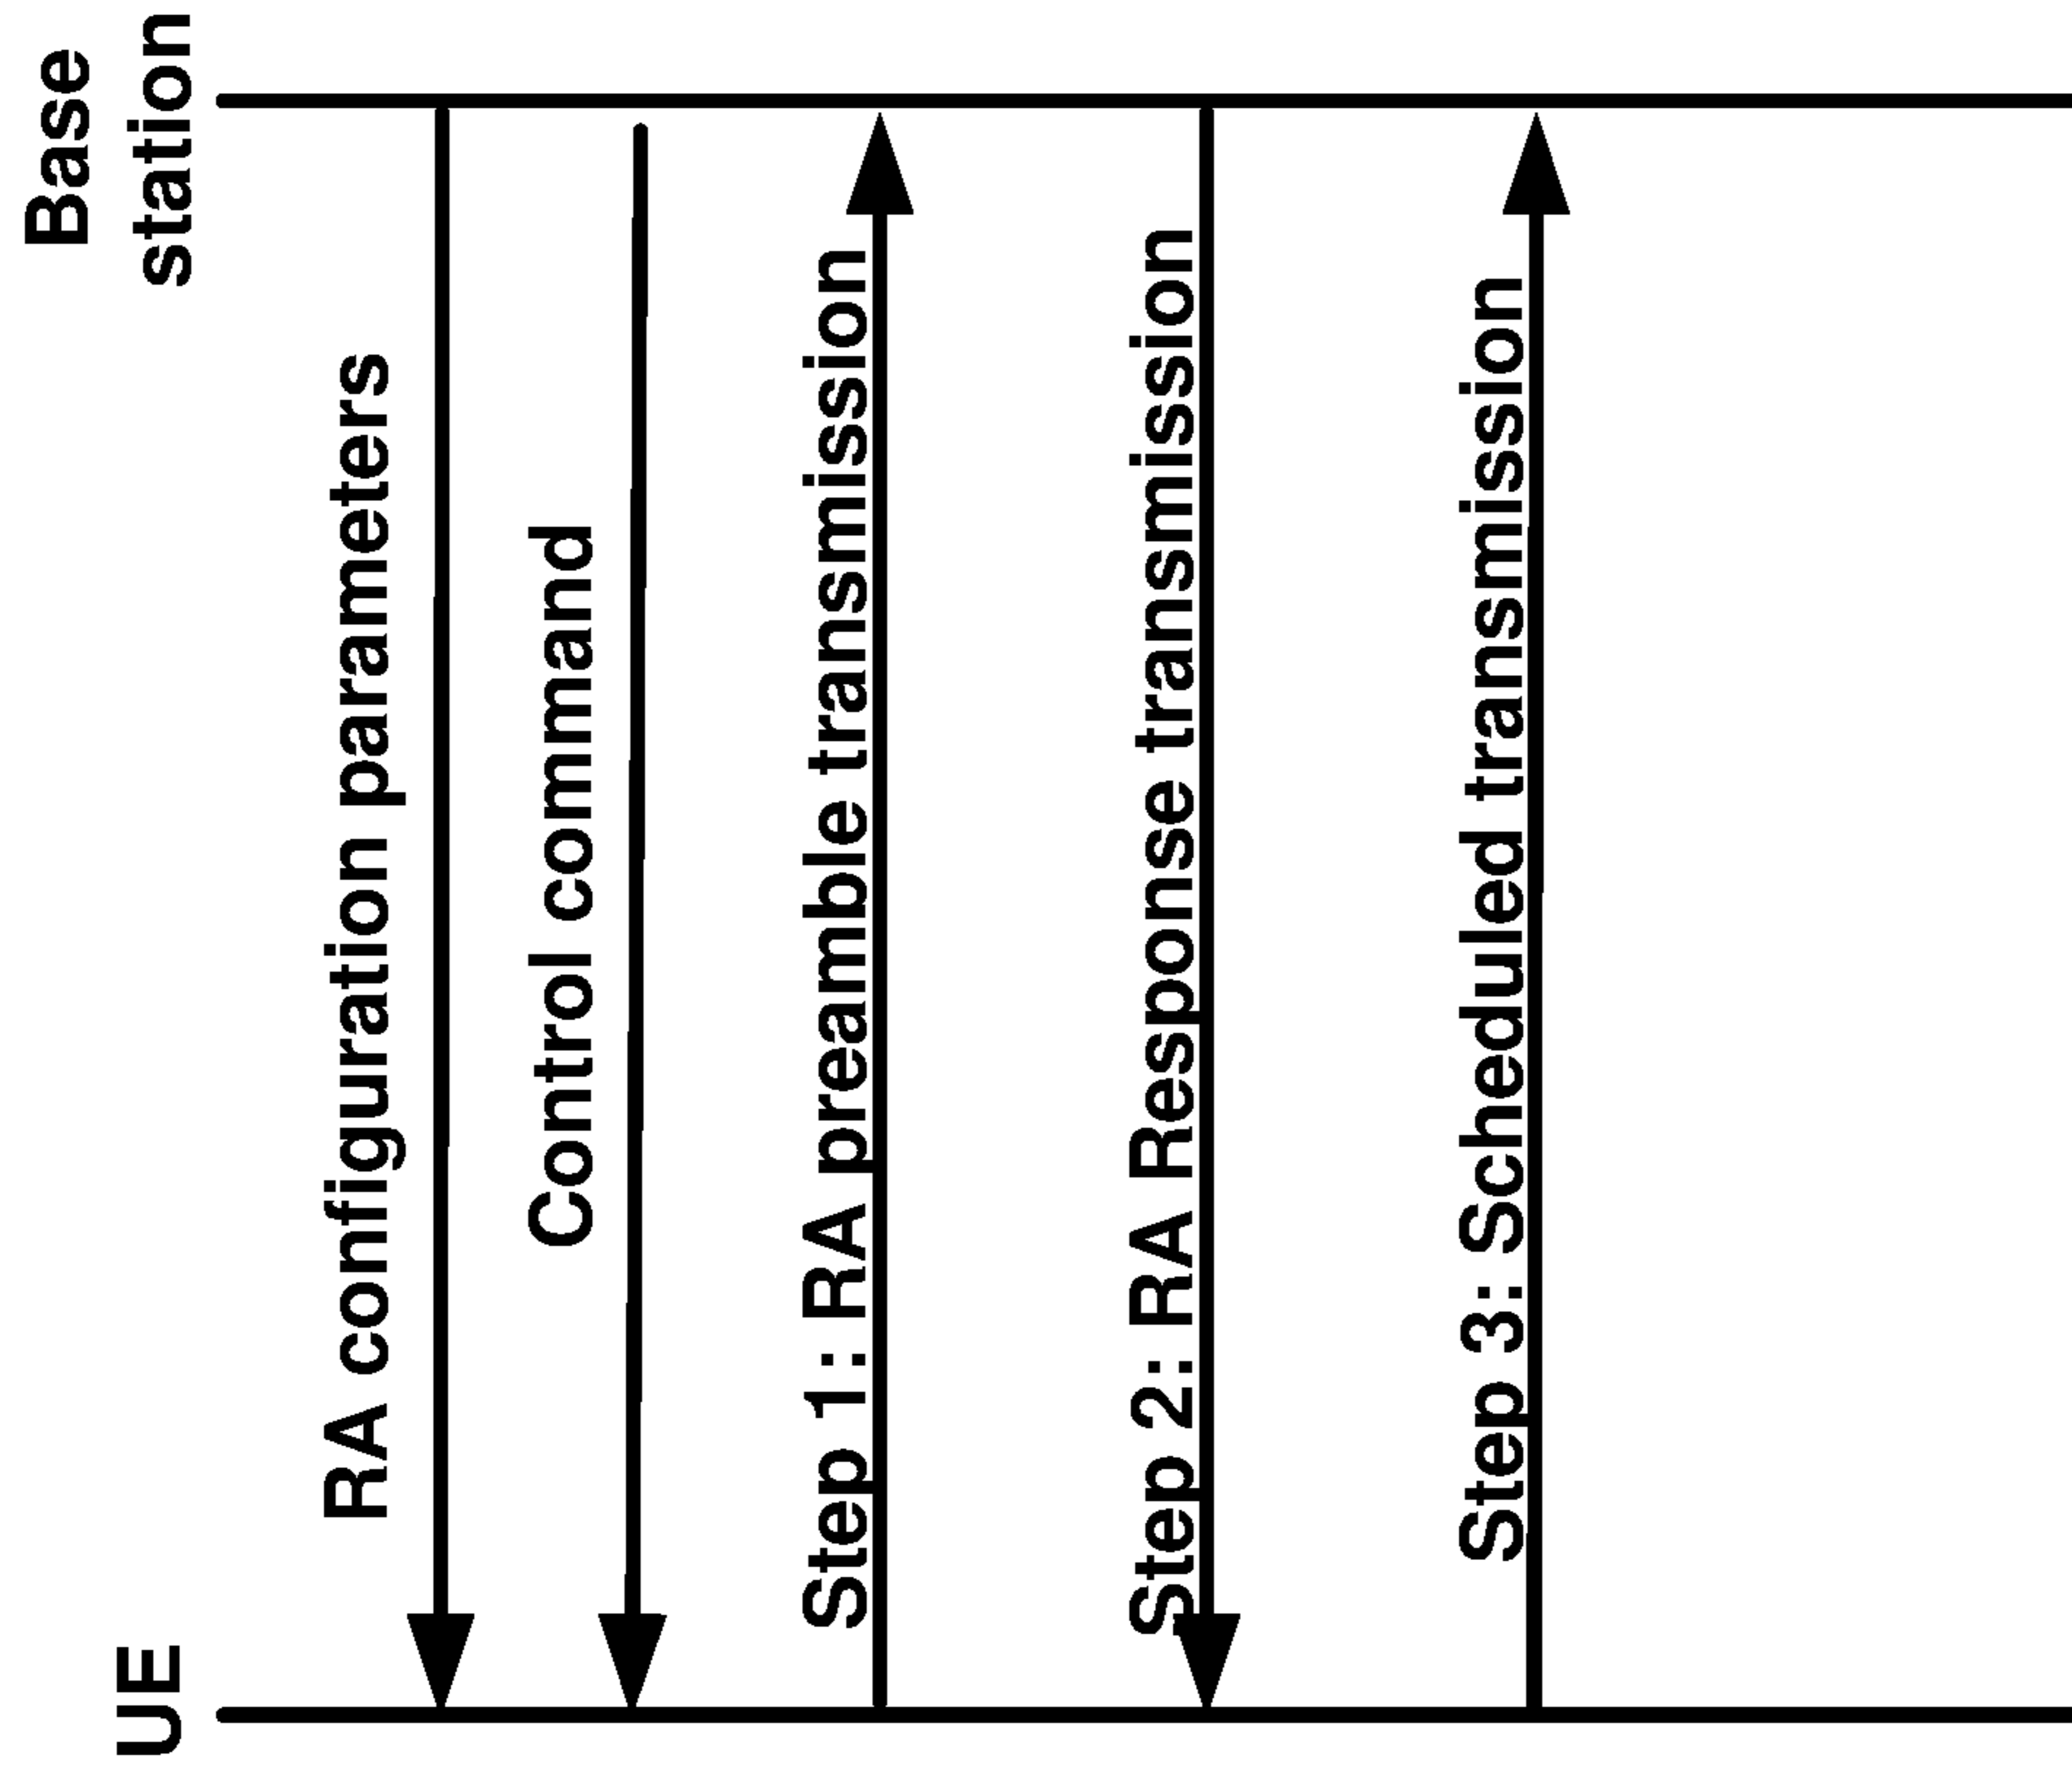 UE
Base
station
RA configuration parameters
Control command
Step 1: RA preamble transmission
Step 2: RA Response transmission
Step 3: Scheduled transmission